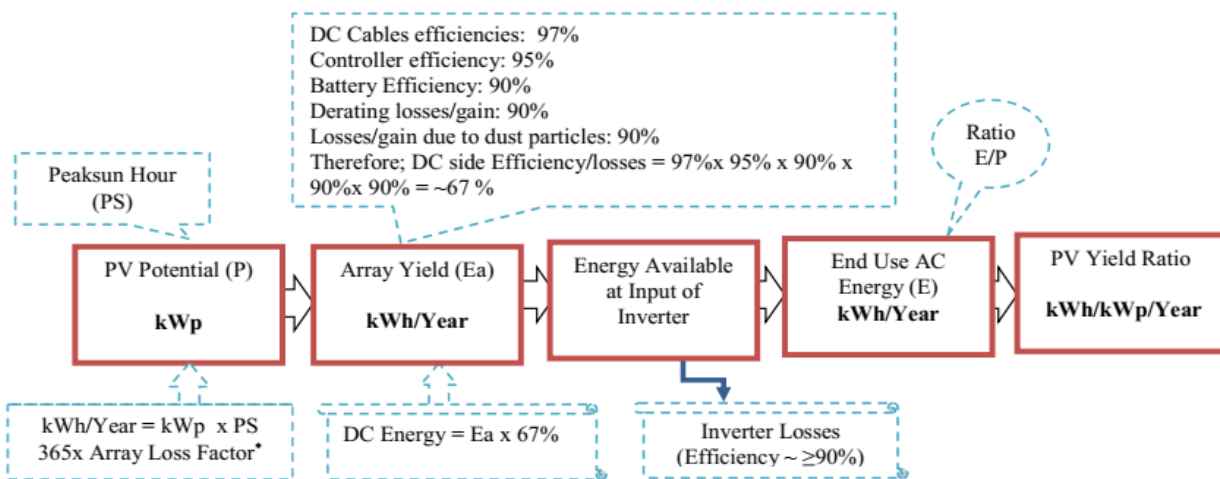 DC Cables efficiencies: 97%
Controller efficiency: 95%
Battery Efficiency: 90%
Derating losses/gain: 90%
Losses/gain due to dust particles: 90%
Therefore; DC side Efficiency/losses = 97%x 95% x 90% x
90%x 90% = ~67 %
Ratio
E/P
Peaksun Hour
(PS)
PV Potential (P)
kWp
Array Yield (Ea)
kWh/Year
Energy Available
at Input of
Inverter
End Use AC
Energy (E)
kWh/Year
PV Yield Ratio
kWh/kWp/Year
kWh/Year = kWp x PS
365x Array Loss Factor*
DC Energy = Ea x 67%
Inverter Losses
(Efficiency ~ ≥90%)